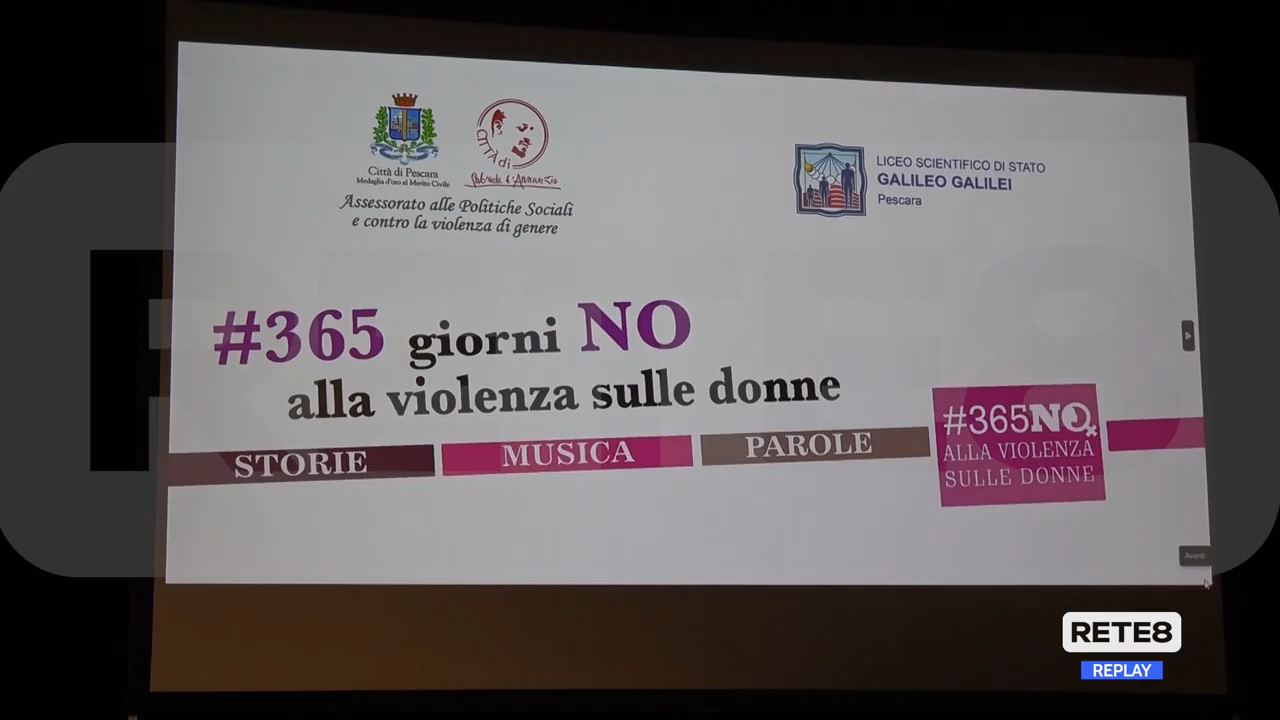 CITTÀ di
Gabriele d'Annunzio
Città di Pescara
Medaglia d'oro al Merito Civile
Assessorato alle Politiche Sociali
e contro la violenza di genere
LICEO SCIENTIFICO DI STATO
GALILEO GALILEI
Pescara
#365 giorni NO
alla violenza sulle donne
STORIE
MUSICA
PAROLE
#365NO
ALLA VIOLENZA
SULLE DONNE
Avanti
RETE8
RETE8
REPLAY